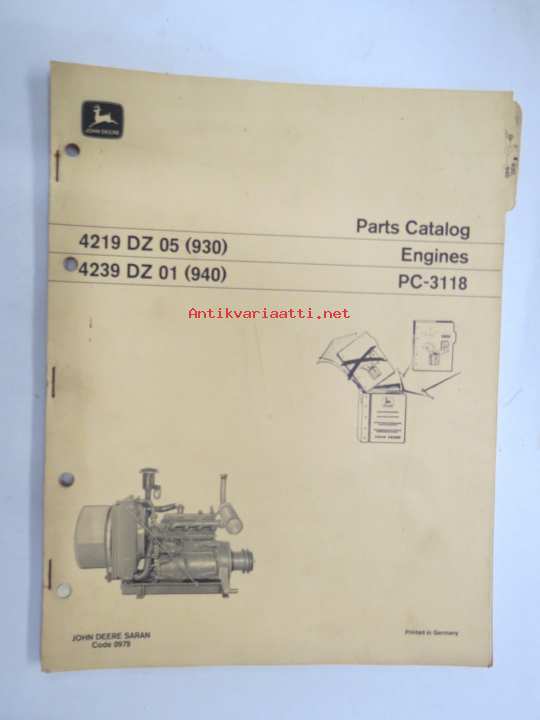 JOHN DEERE
Parts Catalog
4219 DZ 05 (930)
Engines
4239 DZ 01 (940)
PC-3118
Antikvariaatti.net
JOHN DEERE SARAN
Code 0979
Printed in Germany